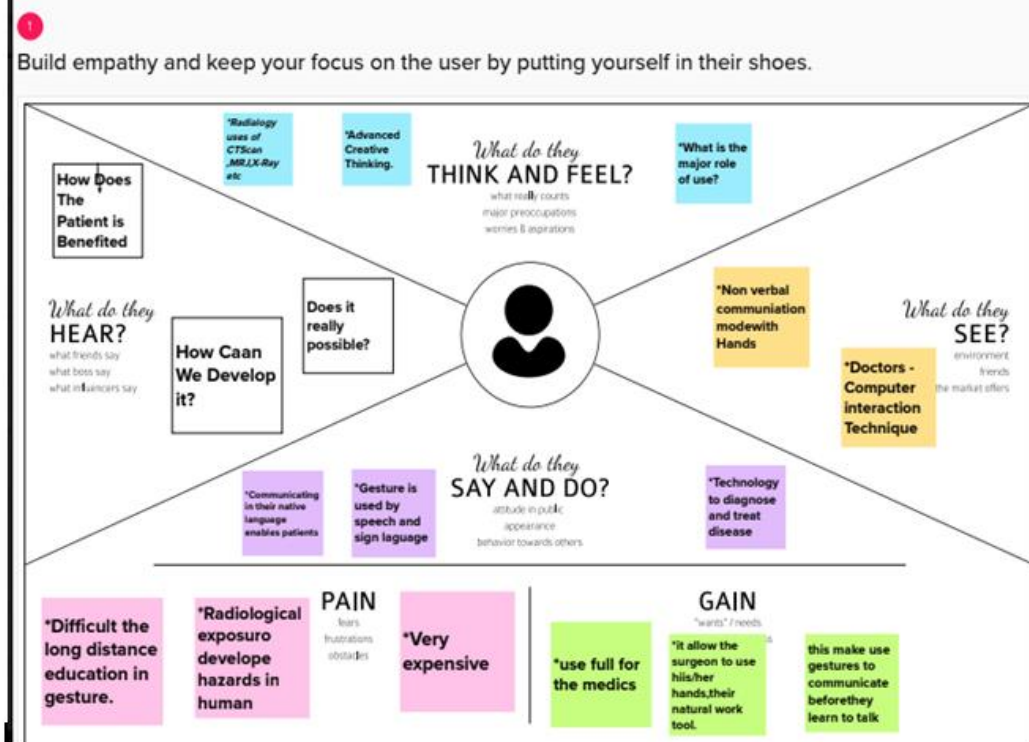 1
Build empathy and keep your focus on the user by putting yourself in their shoes.
*Radialogy
uses of
CTScan
,MRI,X-Ray
etc
*Advanced
Creative
Thinking.
What do they
THINK AND FEEL?
what really counts
major preoccupations
worries & aspirations
*What is the
major role
of use?
How Does
The
Patient is
Benefited
What do they
HEAR?
what friends say
what boss say
what influencers say
How Caan
We Develop
it?
Does it
really
possible?
*Non verbal
communiation
modewith
Hands
What do they
SEE?
environment
friends
the market offers
*Doctors -
Computer
interaction
Technique
What do they
SAY AND DO?
attitude in public
appearance
behavior towards others
*Communicating
in their native
language
enables patients
*Gesture is
used by
speech and
sign laguage
*Technology
to diagnose
and treat
disease
PAIN
fears
frustrations
obstacles
*Difficult the
long distance
education in
gesture.
*Radiological
exposuro
develope
hazards in
human
*Very
expensive
GAIN
"wants" / needs
*use full for
the medics
*it allow the
surgeon to use
hiis/her
hands,their
natural work
tool.
this make use
gestures to
communicate
beforethey
learn to talk